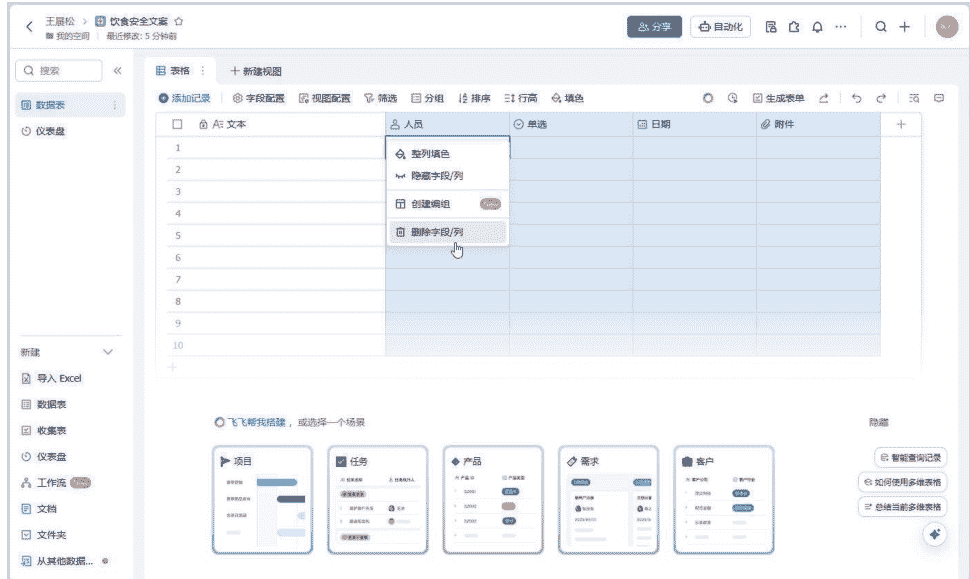 王展松 > 饮食安全文案
我的空间 | 最近修改: 5 分钟前
分享
自动化
搜索
表格
新建视图
数据表
仪表盘
添加记录 字段配置 视图配置 筛选 分组 排序 行高 填色 生成表单
文本 人员 单选 日期 附件
1
2
3
4
5
6
7
8
9
10
整列填色
隐藏字段/列
创建编组
删除字段/列
新建
导入 Excel
数据表
收集表
仪表盘
工作流
文档
文件夹
从其他数据...
飞飞帮我搭建，或选择一个场景
隐藏
项目 任务 产品 需求 客户
智能查询记录
如何使用多维表格
总结当前多维表格